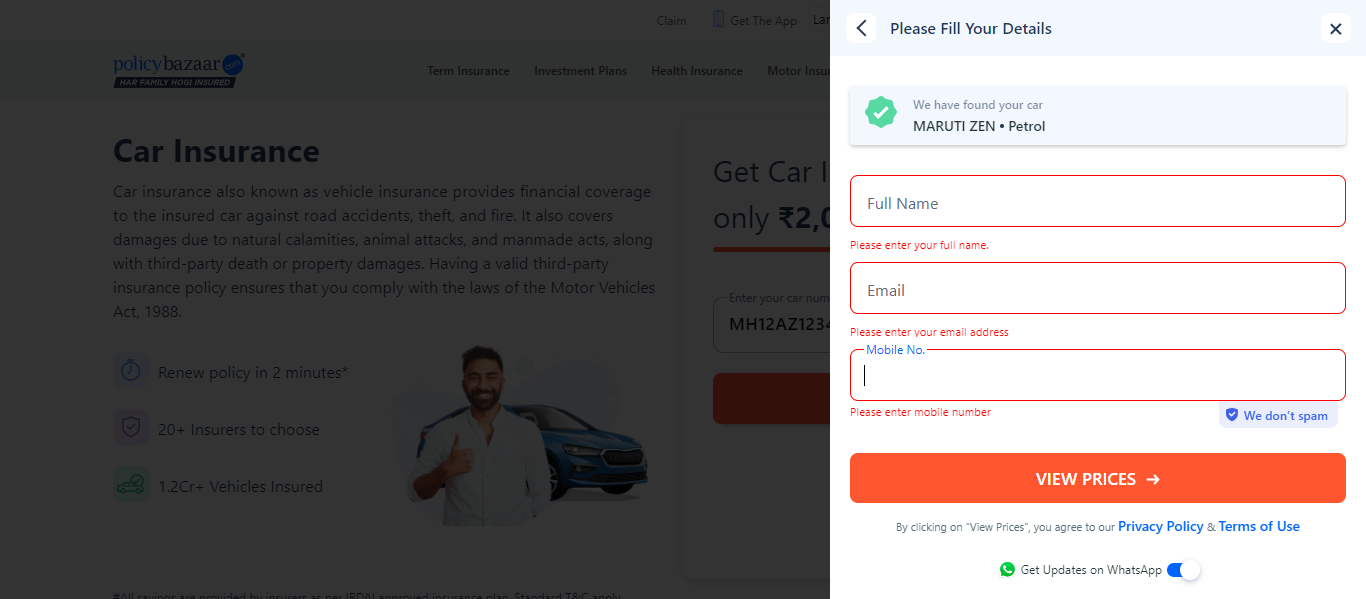 Claim
Get The App
policybazaar.com
HAR FAMILY HOGI INSURED
Term Insurance
Investment Plans
Health Insurance
Motor
Car Insurance
Car insurance also known as vehicle insurance provides financial coverage
to the insured car against road accidents, theft, and fire. It also covers
damages due to natural calamities, animal attacks, and manmade acts, along
with third-party death or property damages. Having a valid third-party
insurance policy ensures that you comply with the laws of the Motor Vehicles
Act, 1988.
Renew policy in 2 minutes*
20+ Insurers to choose
1.2Cr+ Vehicles Insured
Get Car
only ₹2,0
Enter your car num
MH12AZ1234
#All savings are provided by insurers as per IRDAI approved insurance plan. Standard T&C apply
Please Fill Your Details
We have found your car
MARUTI ZEN • Petrol
Full Name
Please enter your full name.
Email
Please enter your email address
Mobile No.
Please enter mobile number
We don't spam
VIEW PRICES →
By clicking on “View Prices”, you agree to our Privacy Policy & Terms of Use
Get Updates on WhatsApp